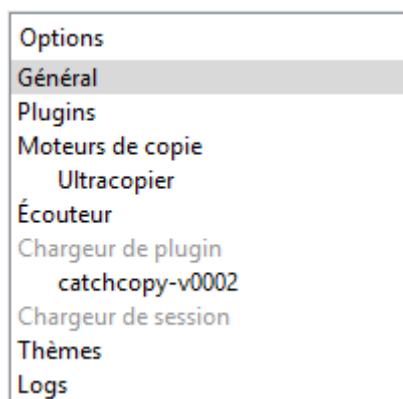 Options
Général
Plugins
Moteurs de copie
Ultracopier
Écouteur
Chargeur de plugin
catchcopy-v0002
Chargeur de session
Thèmes
Logs